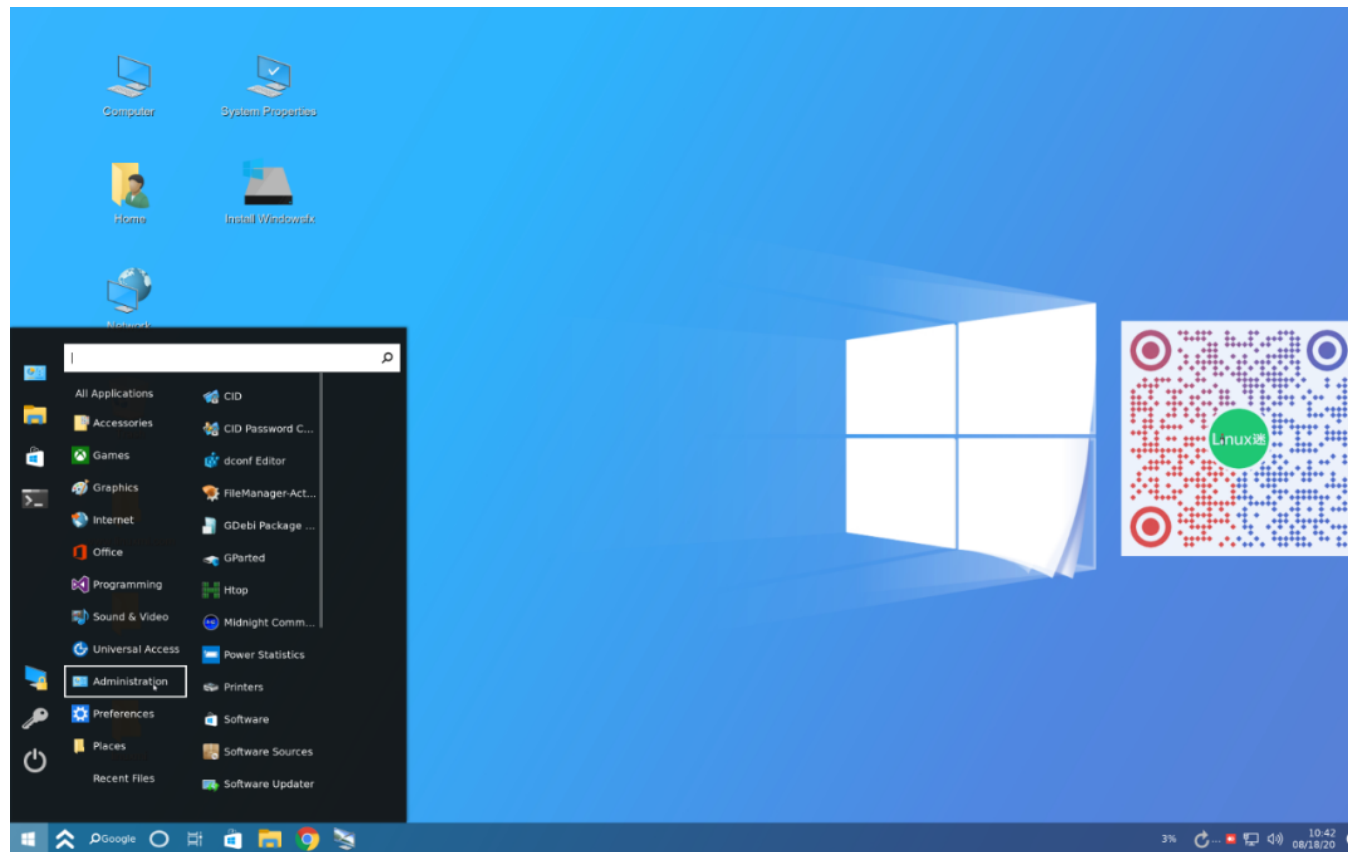 Computer
System Properties
Home
Install Windowsfx
Network
All Applications
Accessories
Games
Graphics
Internet
Office
Programming
Sound & Video
Universal Access
Administration
Preferences
Places
Recent Files
CID
CID Password C...
dconf Editor
FileManager-Act...
GDebi Package ...
GParted
Htop
Midnight Comm...
Power Statistics
Printers
Software
Software Sources
Software Updater
Linux迷
Google
3%
...
10:42
08/18/20